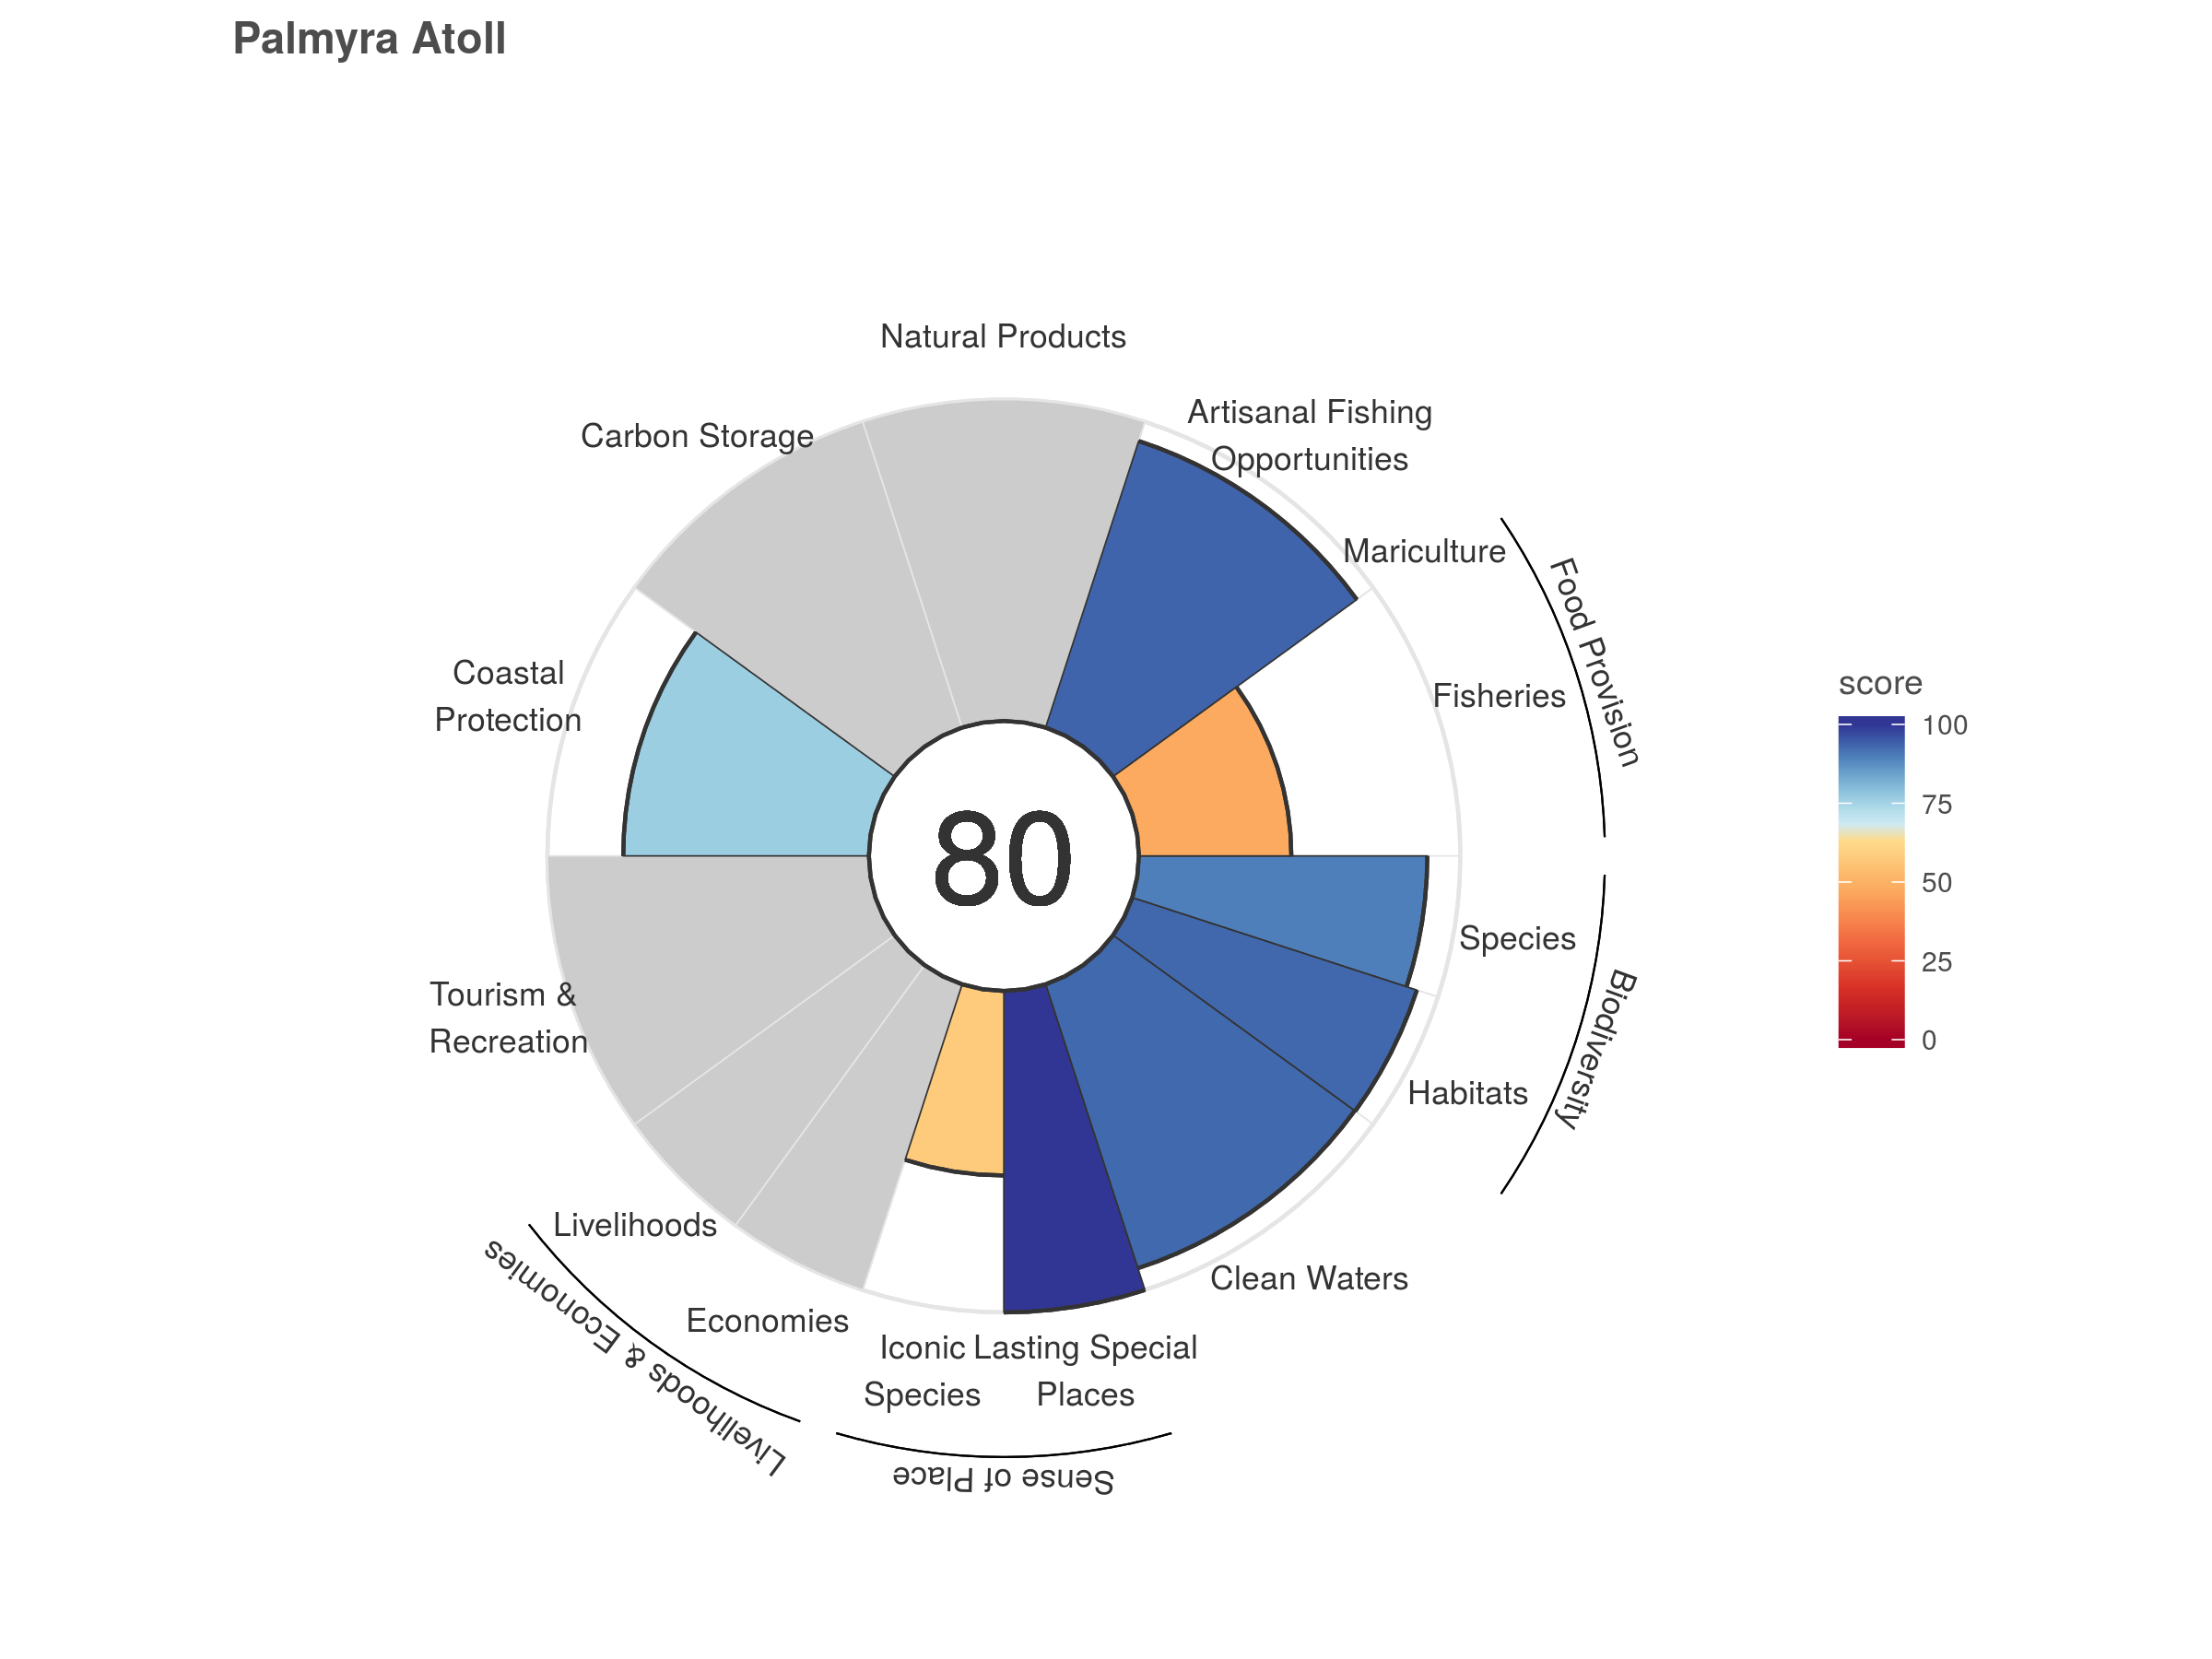 Palmyra Atoll
Natural Products
Artisanal Fishing
Opportunities
Carbon Storage
Mariculture
Food Provision
Fisheries
Coastal
Protection
score
100
75
50
25
0
80
Species
Biodiversity
Habitats
Tourism &
Recreation
Livelihoods
Livelihoods & Economies
Economies
Clean Waters
Iconic
Species
Lasting Special
Places
Sense of Place